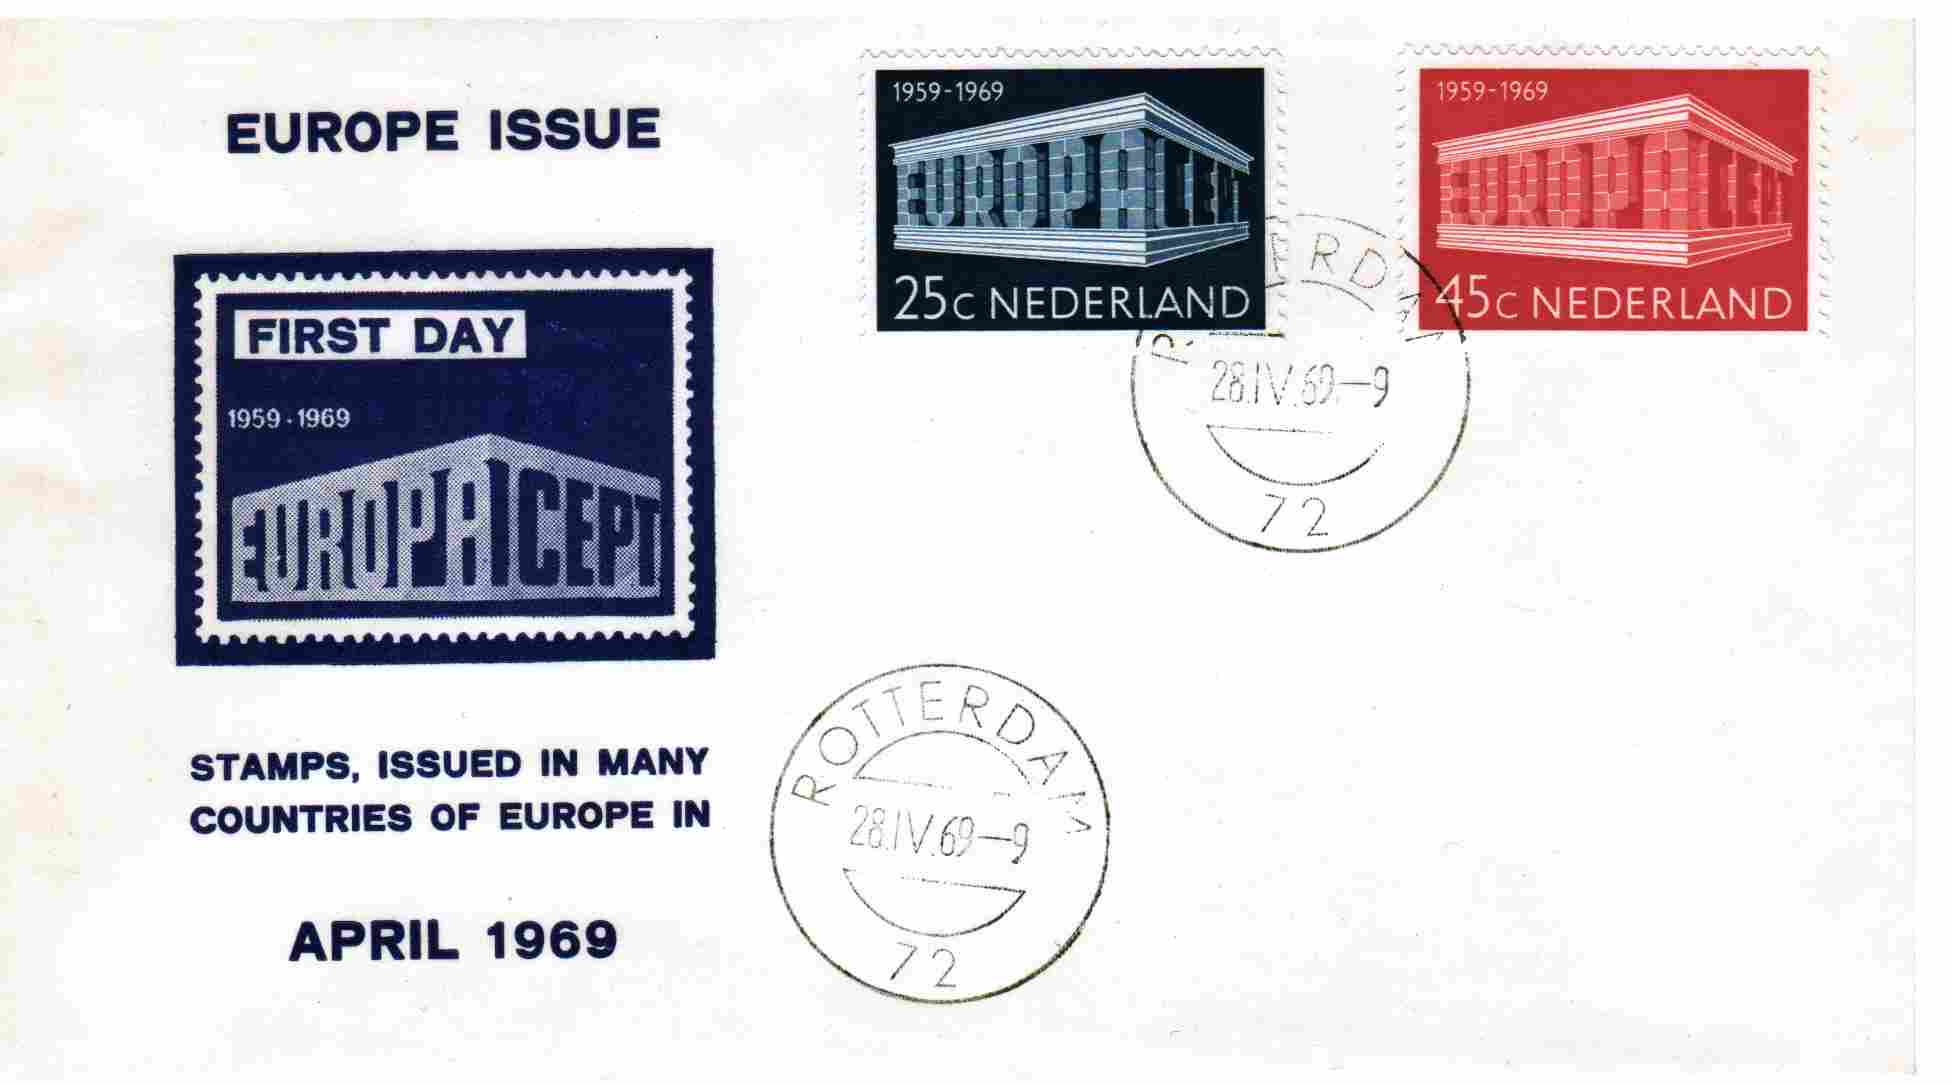 EUROPE ISSUE
FIRST DAY
1959 - 1969
EUROPA CEPT
STAMPS, ISSUED IN MANY
COUNTRIES OF EUROPE IN
APRIL 1969
1959 - 1969
EUROPA CEPT
25c NEDERLAND
1959 - 1969
EUROPA CEPT
45c NEDERLAND
ROTTERDAM
28.IV.69.-9
72
ROTTERDAM
28.IV.69-9
72